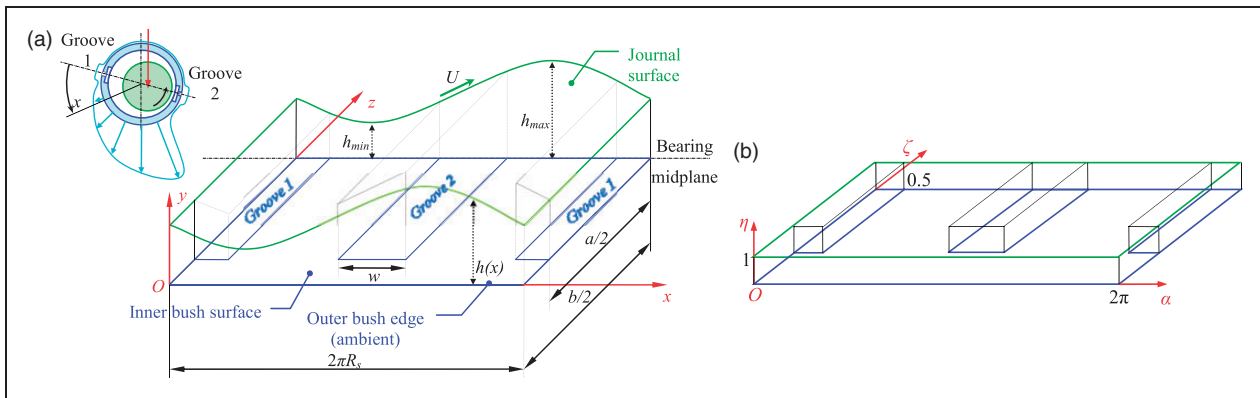 (a)
Groove
1
Groove
2
x
z
U
Journal
surface
h_min
h_max
Bearing
midplane
y
Groove 1
Groove 2
Groove 1
a/2
b/2
w
h(x)
O
x
Inner bush surface
Outer bush edge
(ambient)
2πR_s
(b)
ζ
0.5
η
1
O
2π
α